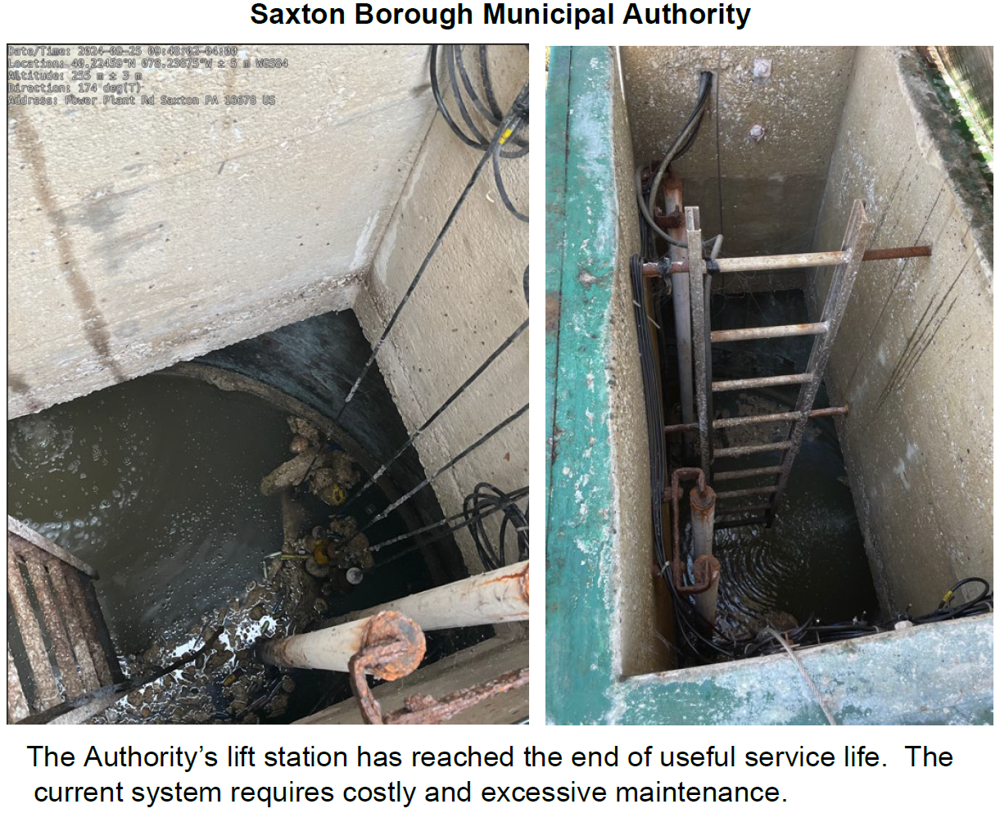 Saxton Borough Municipal Authority
Date/Time: 2024-09-25 09:48:02-04:00
Location: 40.22459°N 078.23875°W ± 5 m WGS84
Altitude: 255 m ± 3 m
Direction: 174 deg(T)
Address: Power Plant Rd Saxton PA 16678 US
The Authority's lift station has reached the end of useful service life. The
current system requires costly and excessive maintenance.